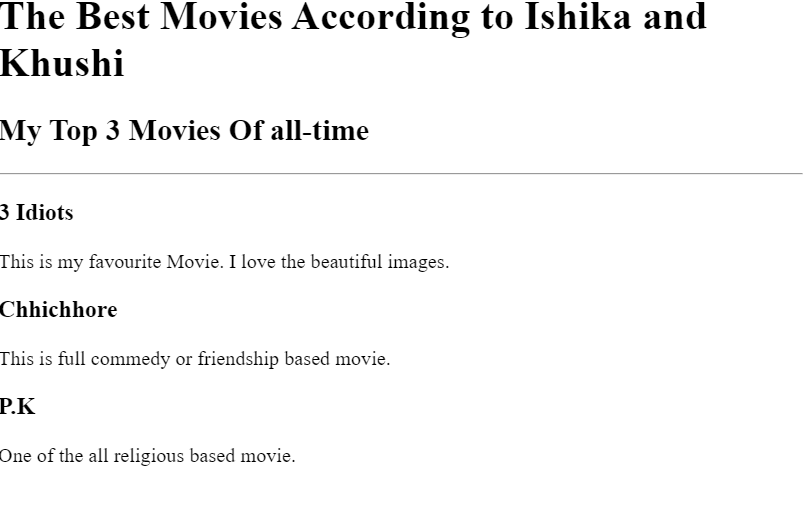 The Best Movies According to Ishika and
Khushi
My Top 3 Movies Of all-time
3 Idiots
This is my favourite Movie. I love the beautiful images.
Chhichhore
This is full commedy or friendship based movie.
P.K
One of the all religious based movie.